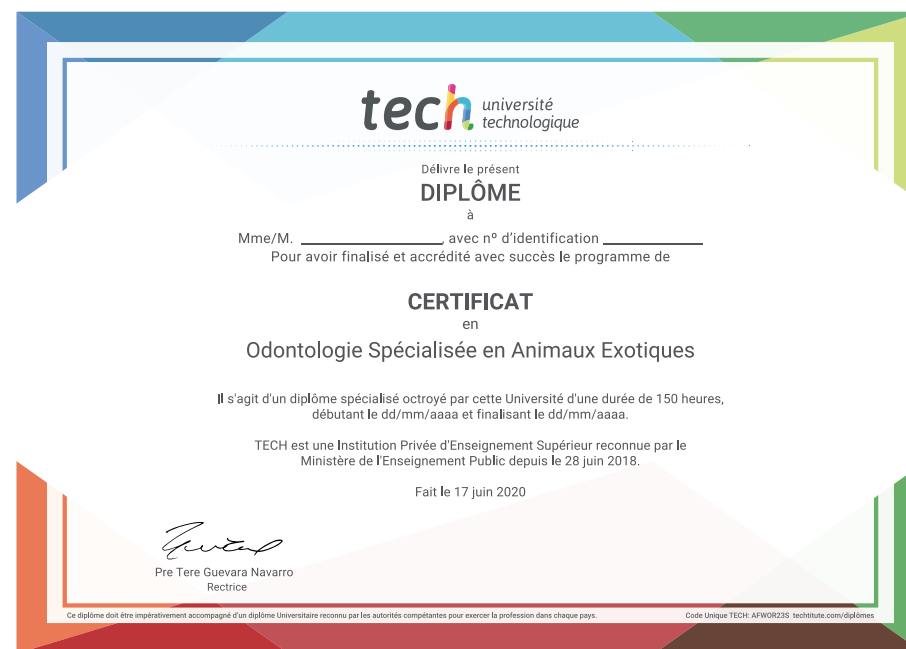 tech université
technologique
Délivre le présent
DIPLÔME
à
Mme/M. ____________________, avec nº d'identification ______________
Pour avoir finalisé et accrédité avec succès le programme de
CERTIFICAT
en
Odontologie Spécialisée en Animaux Exotiques
Il s'agit d'un diplôme spécialisé octroyé par cette Université d'une durée de 150 heures,
débutant le dd/mm/aaaa et finalisant le dd/mm/aaaa.
TECH est une Institution Privée d'Enseignement Supérieur reconnue par le
Ministère de l'Enseignement Public depuis le 28 juin 2018.
Fait le 17 juin 2020
Pre Tere Guevara Navarro
Rectrice
Ce diplôme doit être impérativement accompagné d'un diplôme Universitaire reconnu par les autorités compétantes pour exercer la profession dans chaque pays.
Code Unique TECH: AFWOR23S techtitute.com/diplômes